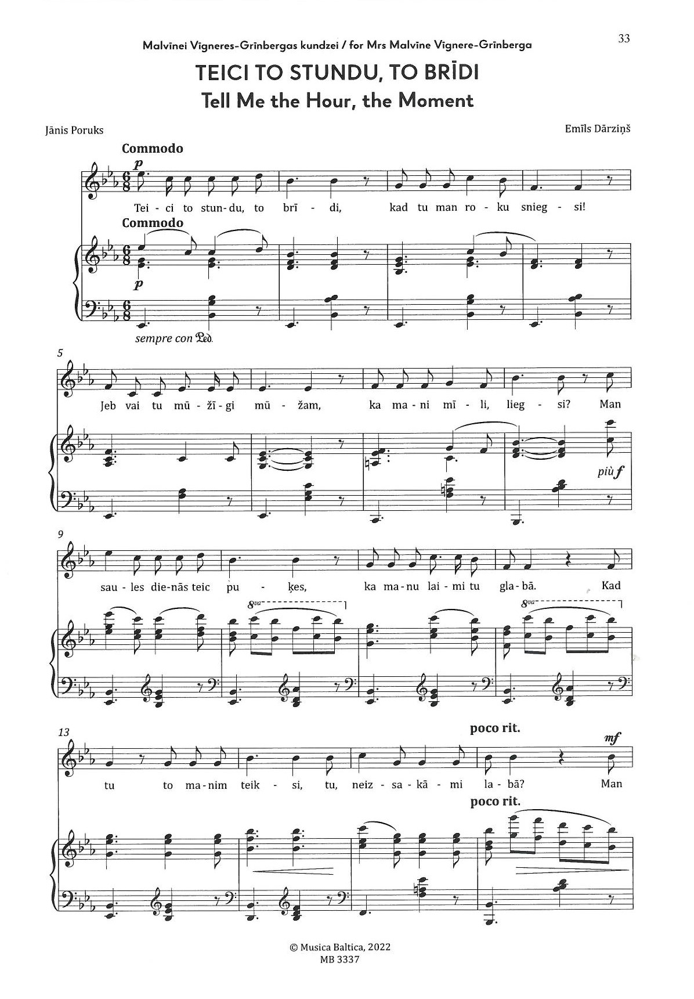 33
Malvīnei Vīgneres-Grīnbergas kundzei / for Mrs Malvīne Vīgnere-Grīnberga
TEICI TO STUNDU, TO BRĪDI
Tell Me the Hour, the Moment
Jānis Poruks
Emīls Dārziņš
Commodo
p
Tei - ci to stun-du, to brī - di, kad tu man ro - ku snieg - si!
Commodo
p
sempre con Ped.
5
Jeb vai tu mū - žī - gi mū - žam, ka ma - ni mī - li, lieg - si? Man
più f
9
sau - les die-nās teic pu - ķes, ka ma-nu lai - mi tu gla-bā. Kad
8va 8va
13
poco rit.
mf
tu to ma-nim teik - si, tu, neiz - sa - kā - mi la - bā? Man
poco rit.
© Musica Baltica, 2022
MB 3337